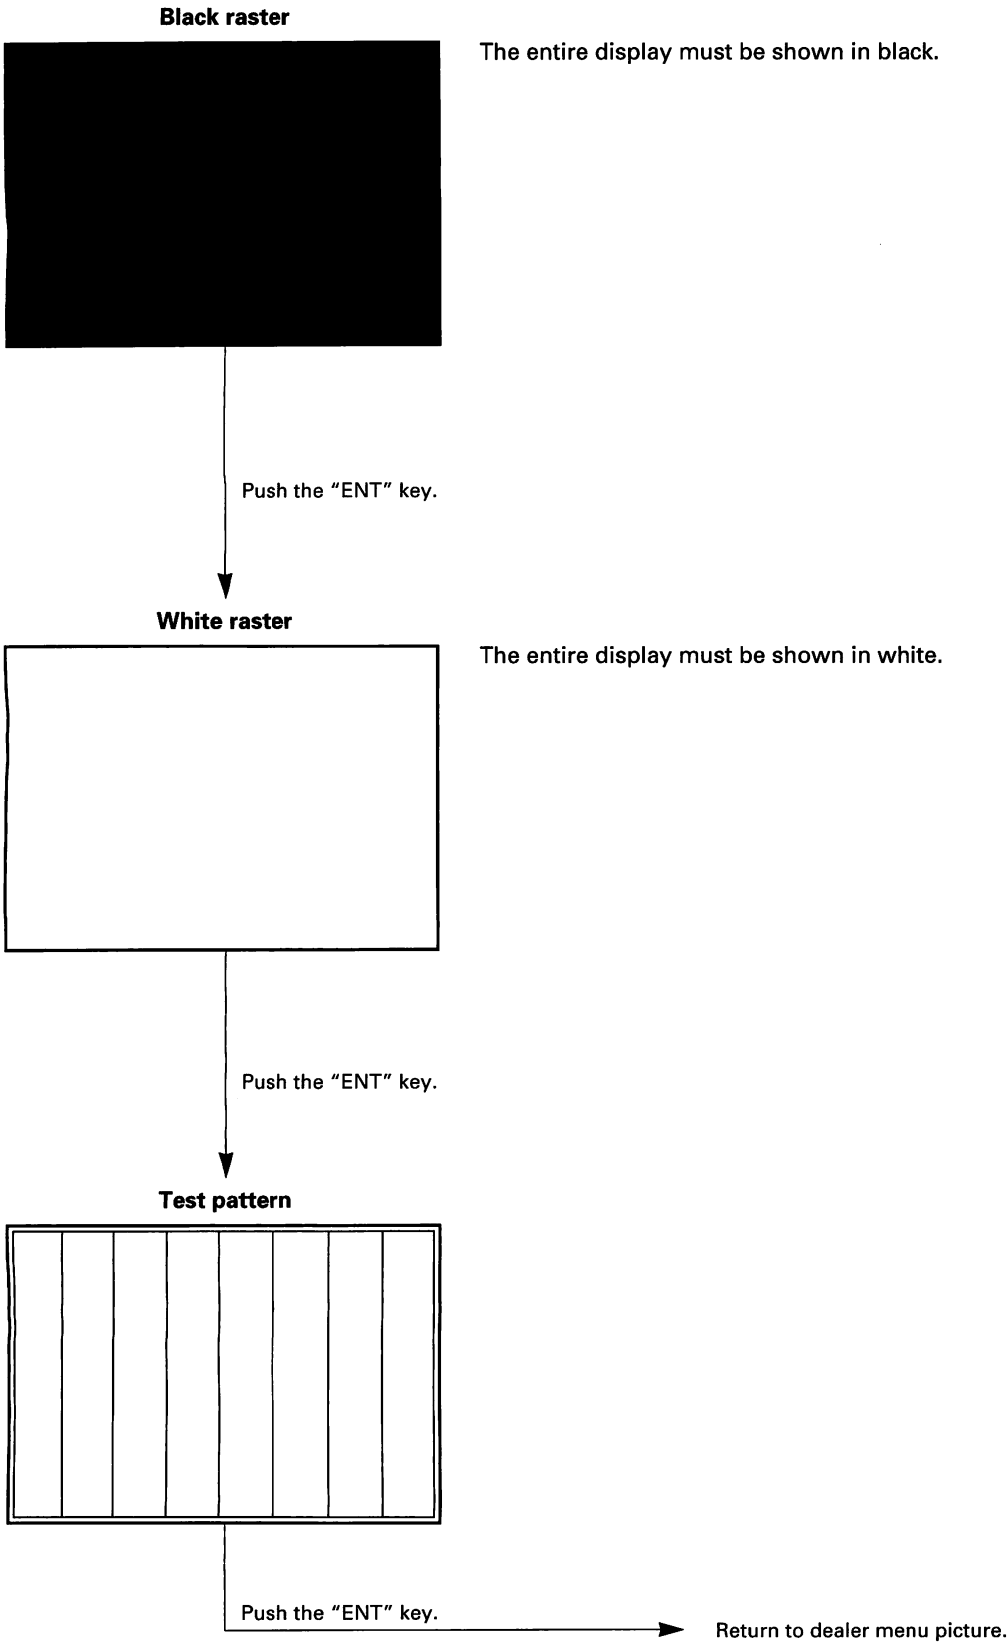 Black raster
The entire display must be shown in black.
Push the "ENT" key.
White raster
The entire display must be shown in white.
Push the "ENT" key.
Test pattern
Push the "ENT" key.
Return to dealer menu picture.